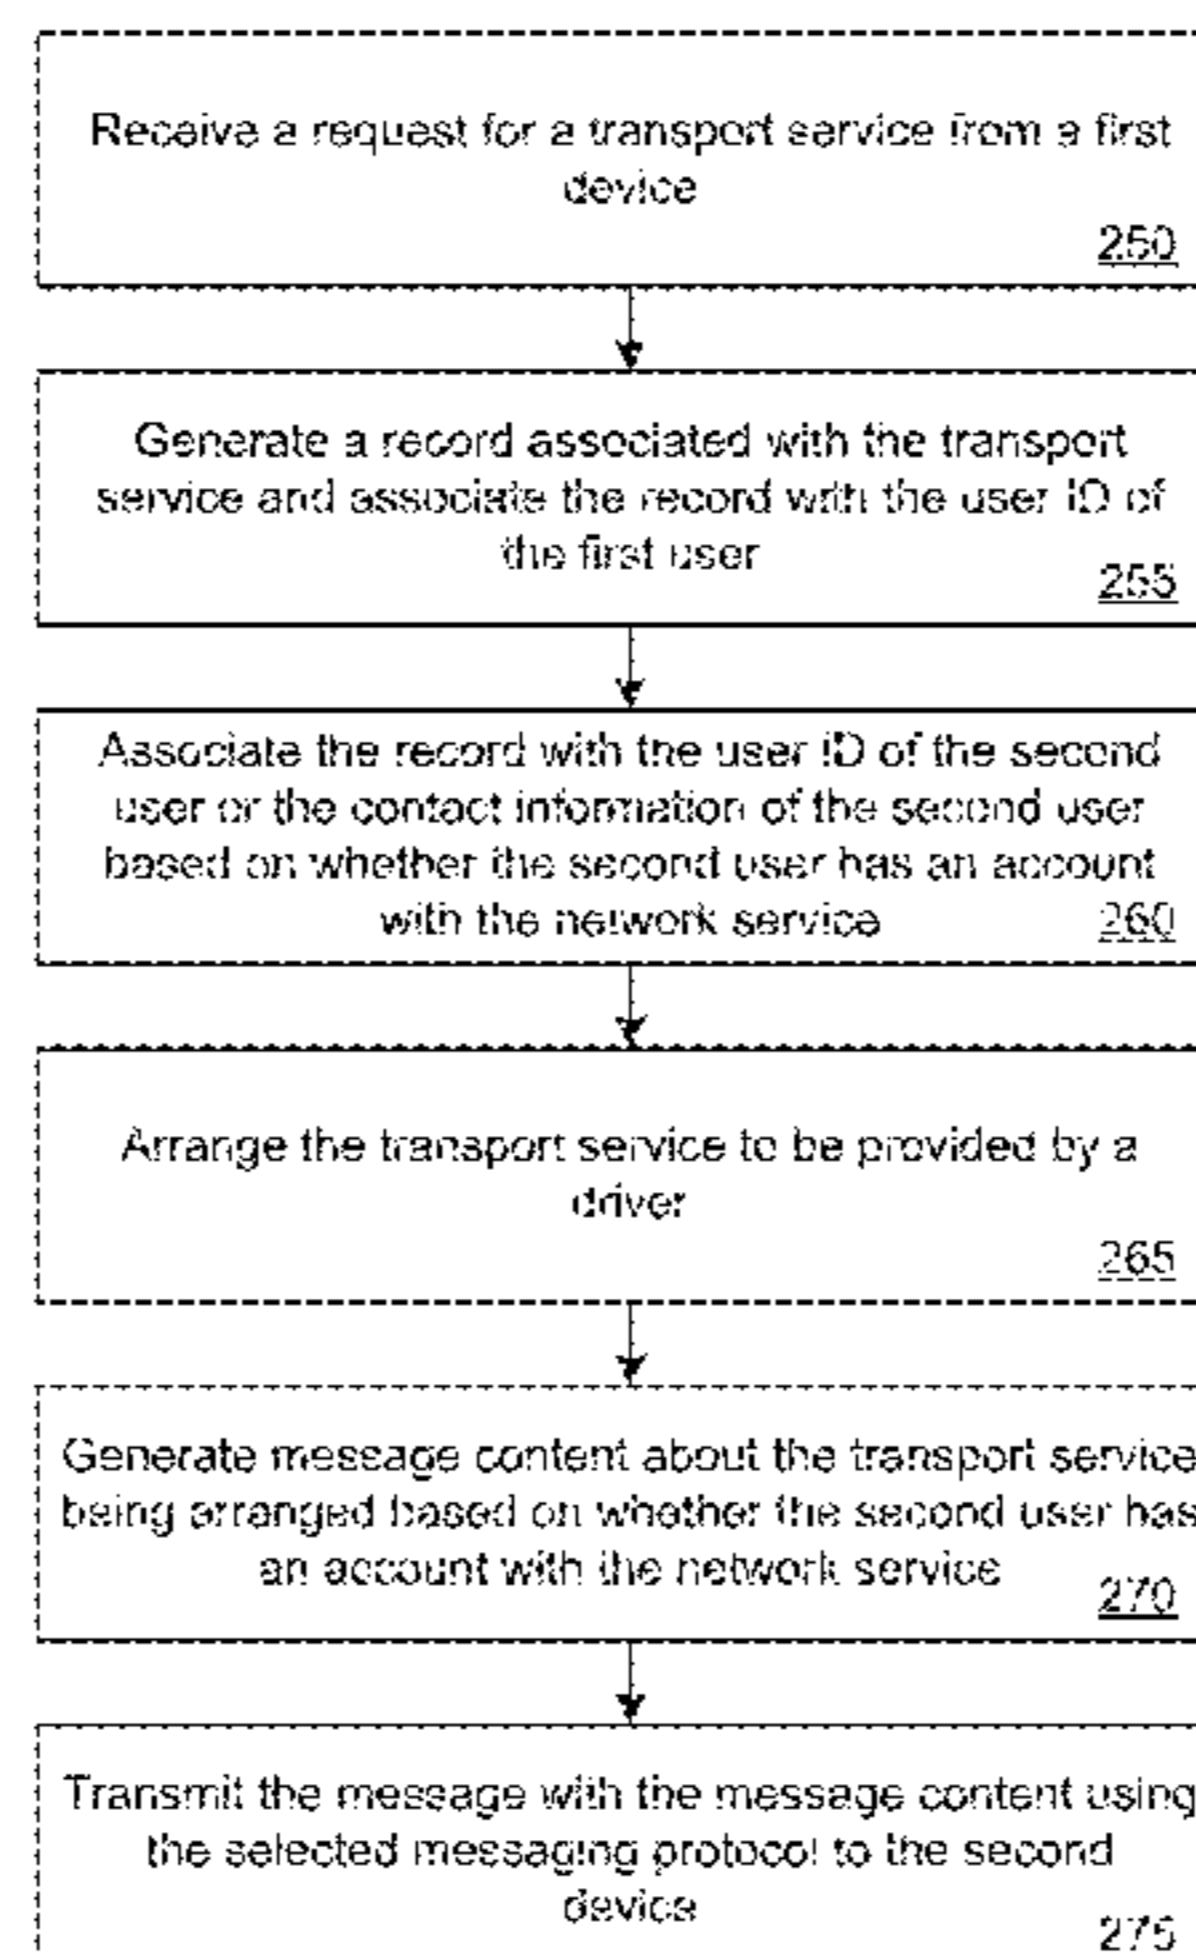 Receive a request for a transport service from a first
device
250
Generate a record associated with the transport
service and associate the record with the user ID of
the first user
255
Associate the record with the user ID of the second
user or the contact information of the second user
based on whether the second user has an account
with the network service
260
Arrange the transport service to be provided by a
driver
265
Generate message content about the transport service
being arranged based on whether the second user has
an account with the network service
270
Transmit the message with the message content using
the selected messaging protocol to the second
device
275